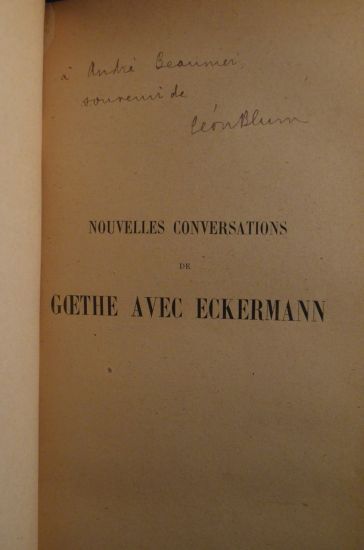 à André Beaunier,
souvenir de
Léon Blum
NOUVELLES CONVERSATIONS
DE
GŒTHE AVEC ECKERMANN